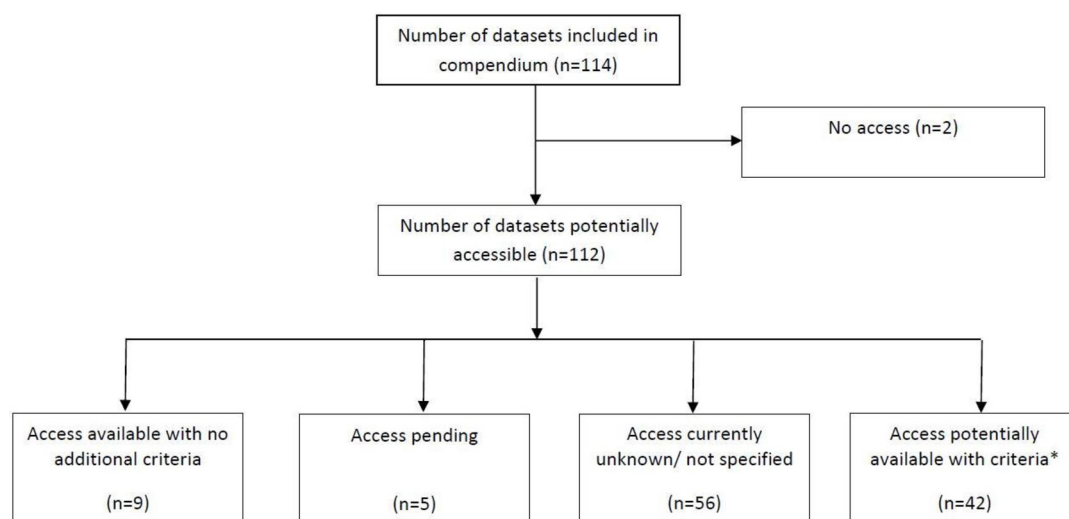 Number of datasets included in
compendium (n=114)
No access (n=2)
Number of datasets potentially
accessible (n=112)
Access available with no
additional criteria
(n=9)
Access pending
(n=5)
Access currently
unknown/ not specified
(n=56)
Access potentially
available with criteria*
(n=42)